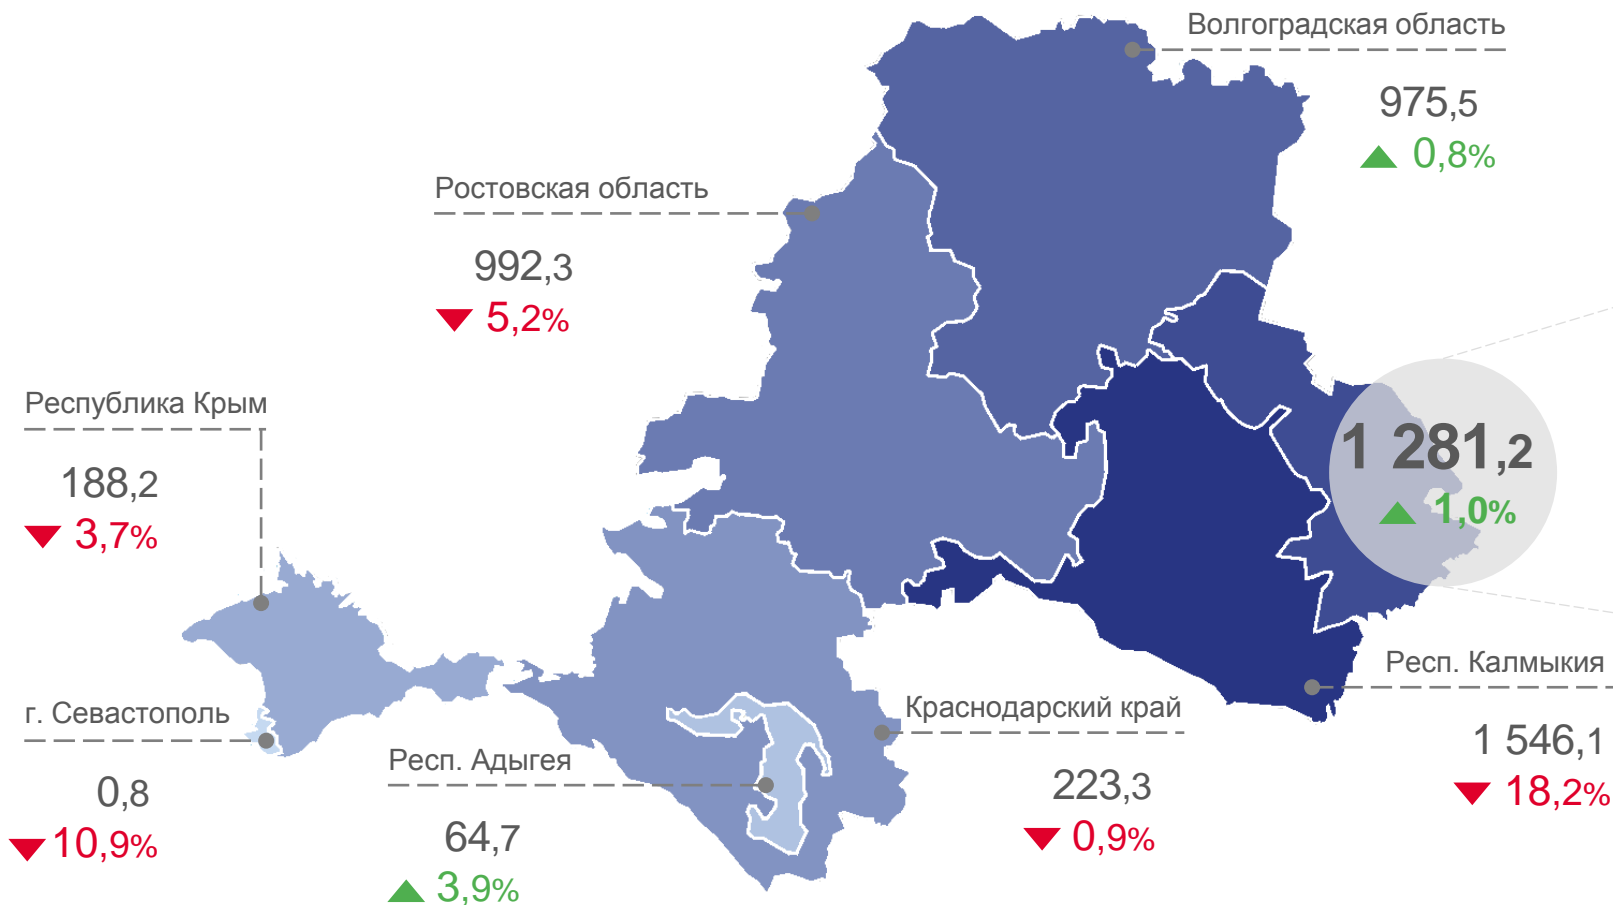 Волгоградская область
975,5
0,8%
Ростовская область
992,3
5,2%
Республика Крым
188,2
3,7%
1 281,2
1,0%
г. Севастополь
0,8
10,9%
Респ. Адыгея
64,7
3,9%
Краснодарский край
223,3
0,9%
Респ. Калмыкия
1 546,1
18,2%